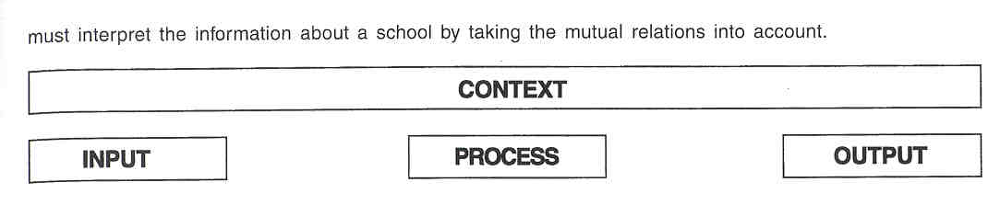 must interpret the information about a school by taking the mutual relations into account.
CONTEXT
INPUT PROCESS OUTPUT